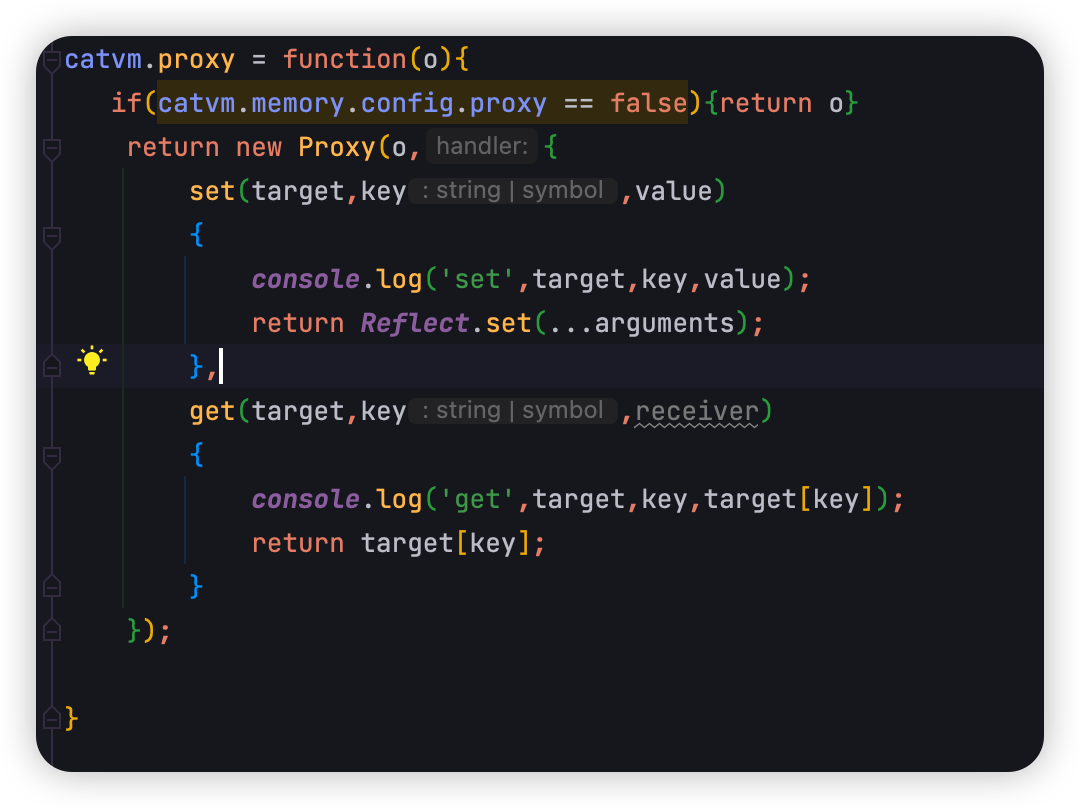 catvm.proxy = function(o){
if(catvm.memory.config.proxy == false){return o}
return new Proxy(o, handler: {
set(target,key : string | symbol ,value)
{
console.log('set',target,key,value);
return Reflect.set(...arguments);
},
get(target,key : string | symbol ,receiver)
{
console.log('get',target,key,target[key]);
return target[key];
}
});
}